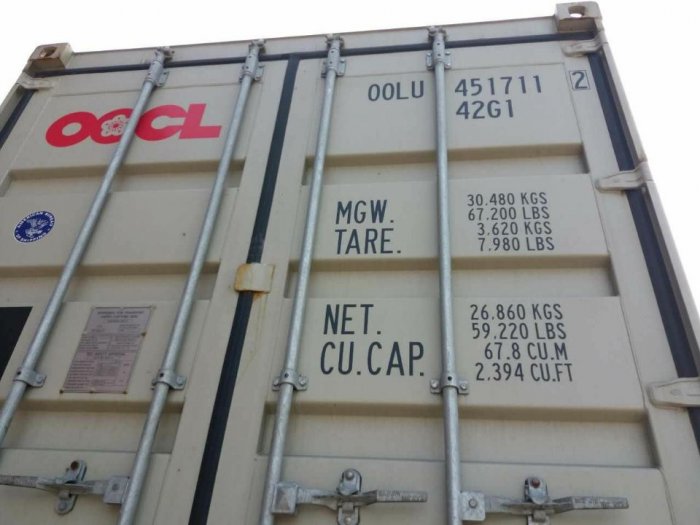 OOCL
OOLU 451711 2
42G1
MGW. 30.480 KGS
67.200 LBS
TARE. 3.620 KGS
7.980 LBS
NET. 26.860 KGS
59.220 LBS
CU.CAP. 67.8 CU.M
2.394 CU.FT